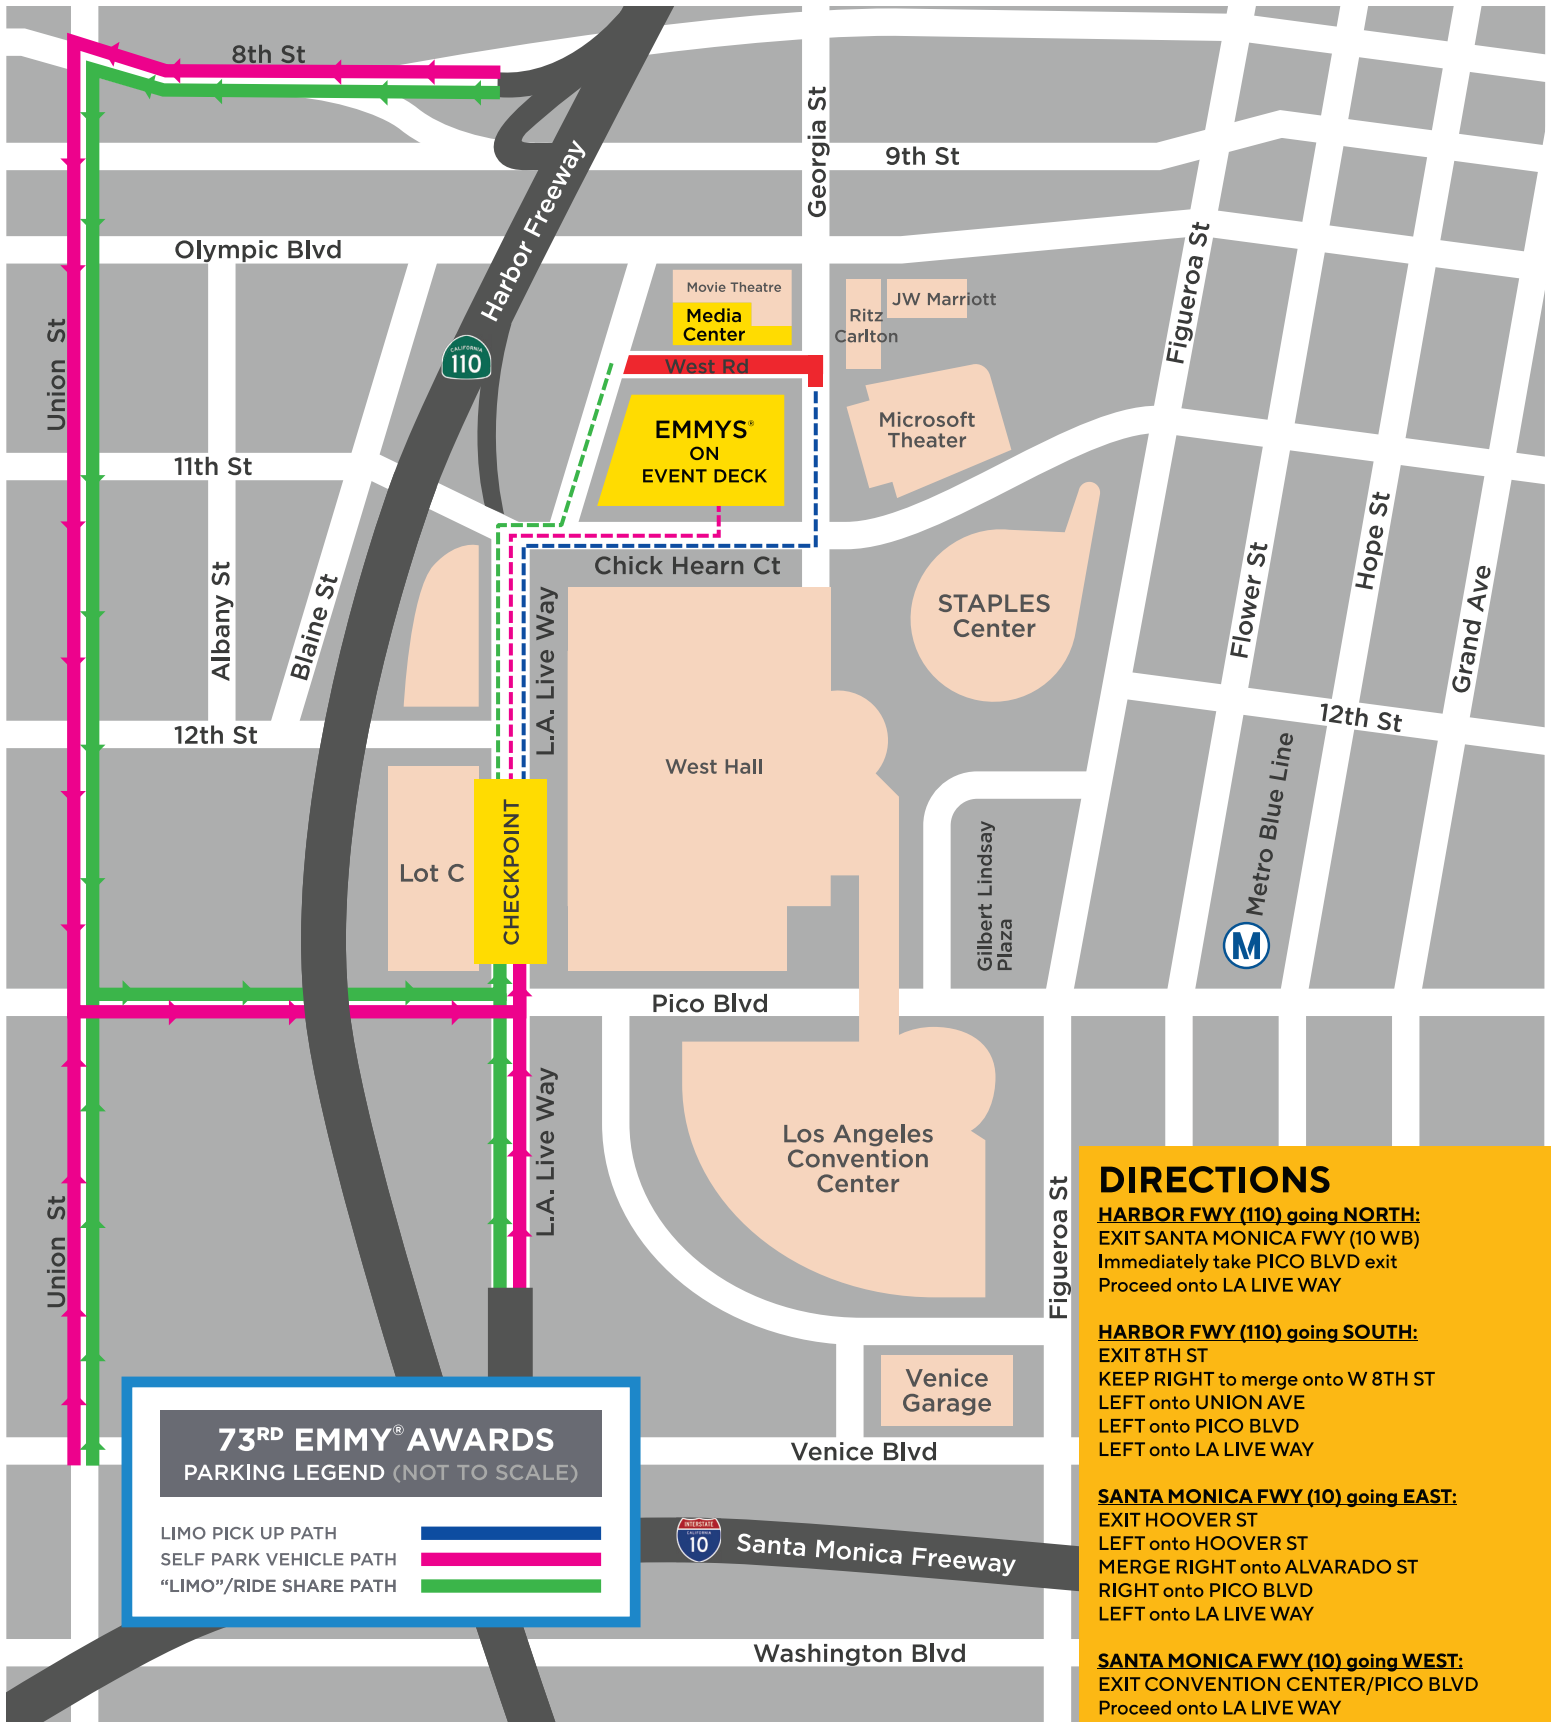 8th St
Georgia St
9th St
Harbor Freeway
Olympic Blvd
Figueroa St
Movie Theatre
Media
Center
JW Marriott
Ritz
Carlton
Union St
CALIFORNIA
110
West Rd
EMMYS®
ON
EVENT DECK
Microsoft
Theater
11th St
Hope St
Chick Hearn Ct
Albany St
Blaine St
L.A. Live Way
STAPLES
Center
Flower St
Grand Ave
12th St
12th St
West Hall
Metro Blue Line
M
Lot C
CHECKPOINT
Gilbert Lindsay
Plaza
Pico Blvd
L.A. Live Way
Los Angeles
Convention
Center
Union St
Figueroa St
Venice
Garage
Venice Blvd
INTERSTATE
CALIFORNIA
10
Santa Monica Freeway
Washington Blvd
73RD EMMY® AWARDS
PARKING LEGEND (NOT TO SCALE)
LIMO PICK UP PATH
SELF PARK VEHICLE PATH
“LIMO”/RIDE SHARE PATH
DIRECTIONS
HARBOR FWY (110) going NORTH:
EXIT SANTA MONICA FWY (10 WB)
Immediately take PICO BLVD exit
Proceed onto LA LIVE WAY
HARBOR FWY (110) going SOUTH:
EXIT 8TH ST
KEEP RIGHT to merge onto W 8TH ST
LEFT onto UNION AVE
LEFT onto PICO BLVD
LEFT onto LA LIVE WAY
SANTA MONICA FWY (10) going EAST:
EXIT HOOVER ST
LEFT onto HOOVER ST
MERGE RIGHT onto ALVARADO ST
RIGHT onto PICO BLVD
LEFT onto LA LIVE WAY
SANTA MONICA FWY (10) going WEST:
EXIT CONVENTION CENTER/PICO BLVD
Proceed onto LA LIVE WAY